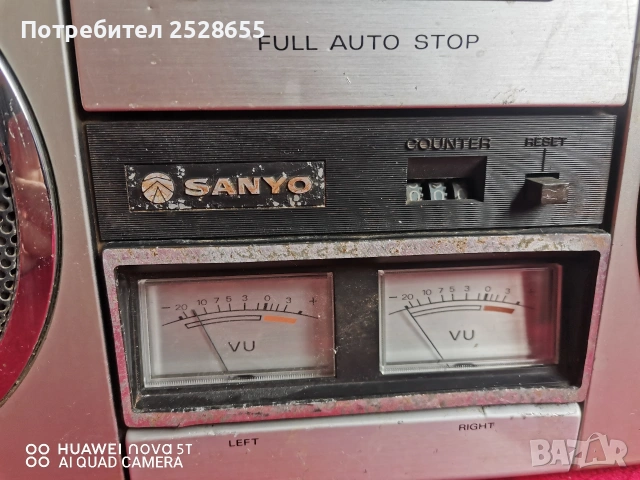 Потребител 2528655
FULL AUTO STOP
COUNTER
RESET
SANYO
-20 10 7 5 3 0 3 +
VU
-20 10 7 5 3 0 3
VU
LEFT
RIGHT
HUAWEI nova 5T
AI QUAD CAMERA
BAZAR